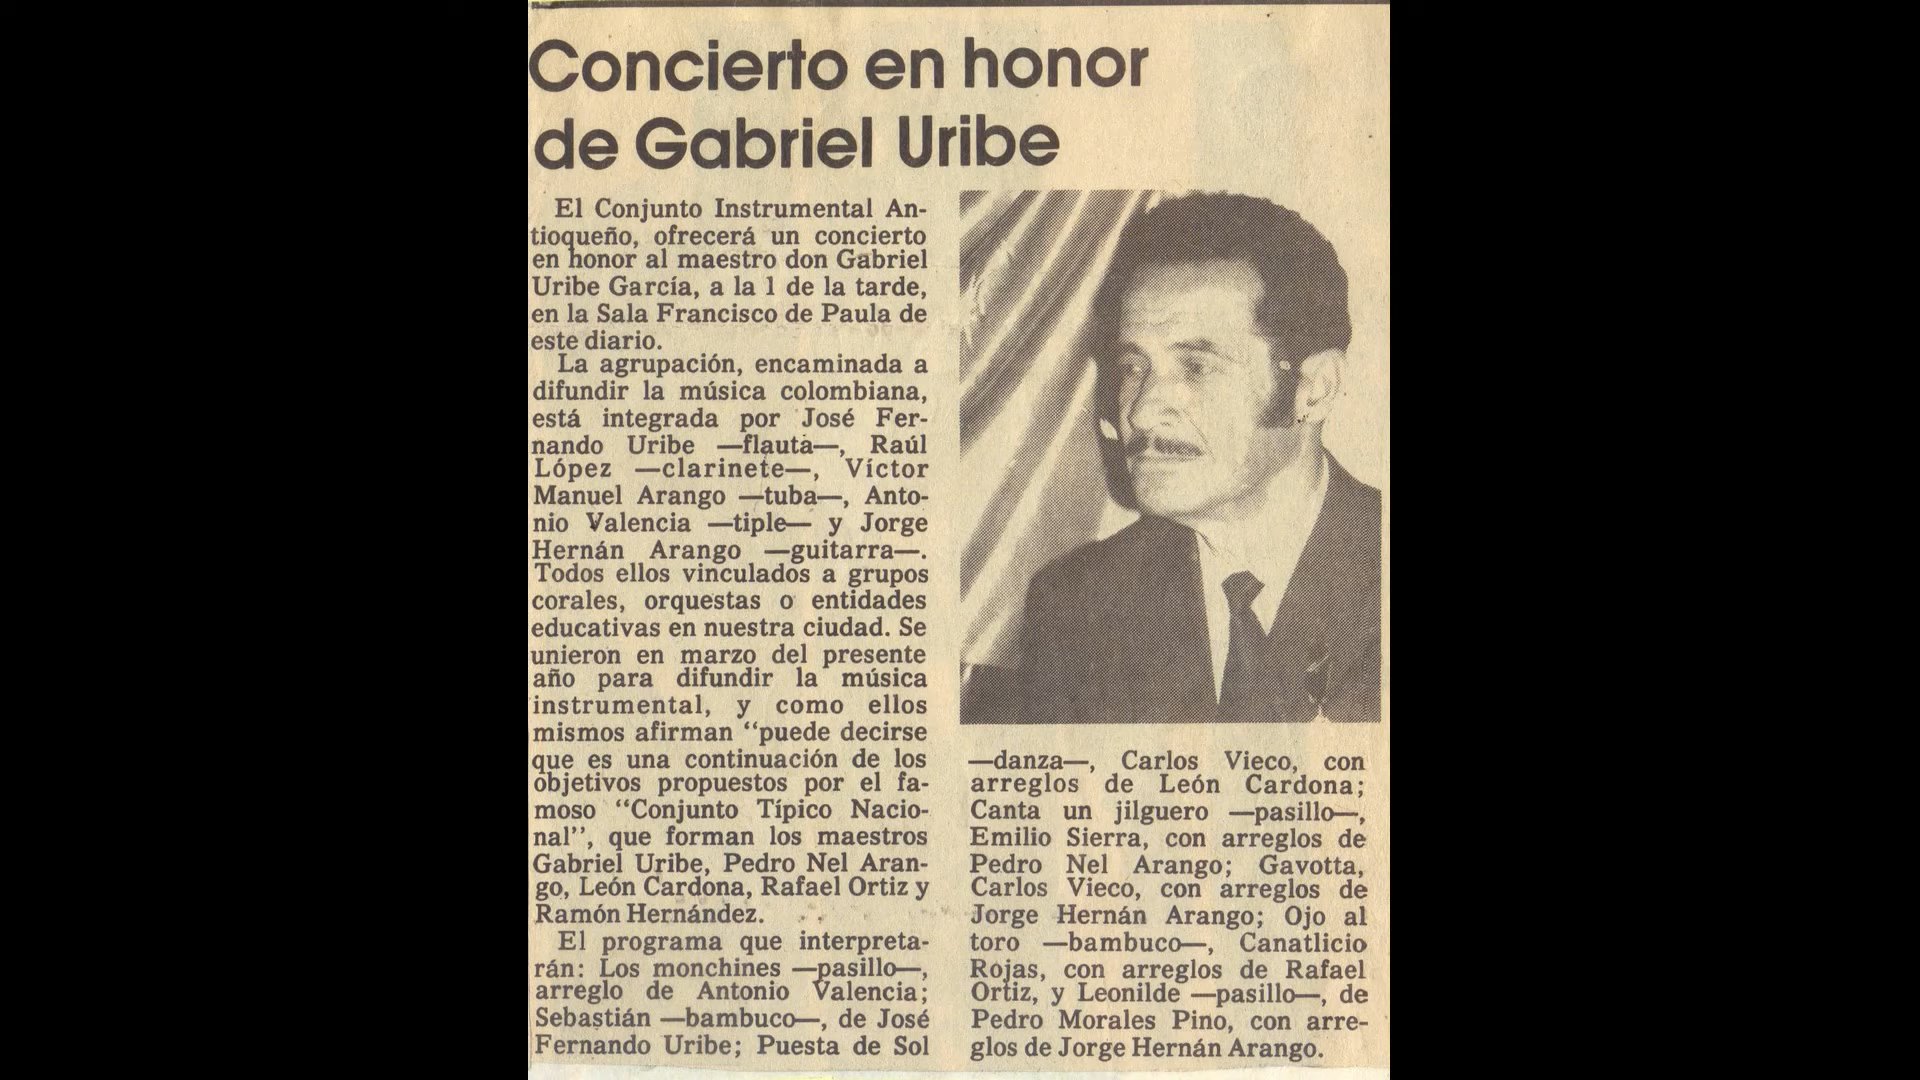 Concierto en honor
de Gabriel Uribe
El Conjunto Instrumental An-
tioqueño, ofrecerá un concierto
en honor al maestro don Gabriel
Uribe García, a la 1 de la tarde,
en la Sala Francisco de Paula de
este diario.
La agrupación, encaminada a
difundir la música colombiana,
está integrada por José Fer-
nando Uribe —flauta—, Raúl
López —clarinete—, Víctor
Manuel Arango —tuba—, Anto-
nio Valencia —tiple— y Jorge
Hernán Arango —guitarra—.
Todos ellos vinculados a grupos
corales, orquestas o entidades
educativas en nuestra ciudad. Se
unieron en marzo del presente
año para difundir la música
instrumental, y como ellos
mismos afirman “puede decirse
que es una continuación de los
objetivos propuestos por el fa-
moso “Conjunto Típico Nacio-
nal”, que forman los maestros
Gabriel Uribe, Pedro Nel Aran-
go, León Cardona, Rafael Ortiz y
Ramón Hernández.
El programa que interpreta-
rán: Los monchines —pasillo—,
arreglo de Antonio Valencia;
Sebastián —bambuco—, de José
Fernando Uribe; Puesta de Sol
—danza—, Carlos Vieco, con
arreglos de León Cardona;
Canta un jilguero —pasillo—,
Emilio Sierra, con arreglos de
Pedro Nel Arango; Gavotta,
Carlos Vieco, con arreglos de
Jorge Hernán Arango; Ojo al
toro —bambuco—, Canatlicio
Rojas, con arreglos de Rafael
Ortiz, y Leonilde —pasillo—, de
Pedro Morales Pino, con arre-
glos de Jorge Hernán Arango.